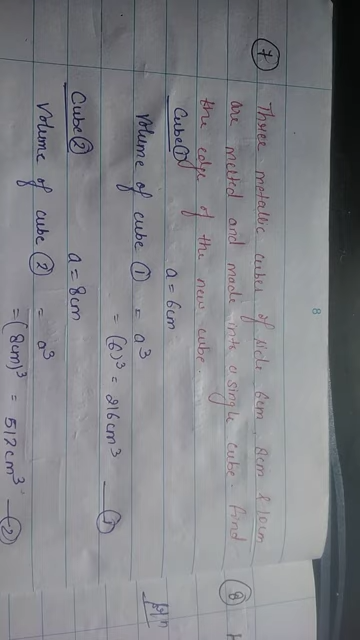 8
7 Three metallic cubes of side 6cm, 8cm & 10cm
are melted and made into a single cube. Find
the edge of the new cube.
Cube ①
a = 6cm
Volume of cube ① = a³
= (6)³ = 216cm³ — ①
Cube ②
a = 8cm
Volume of cube ② = a³
= (8cm)³ = 512cm³ — ②
8